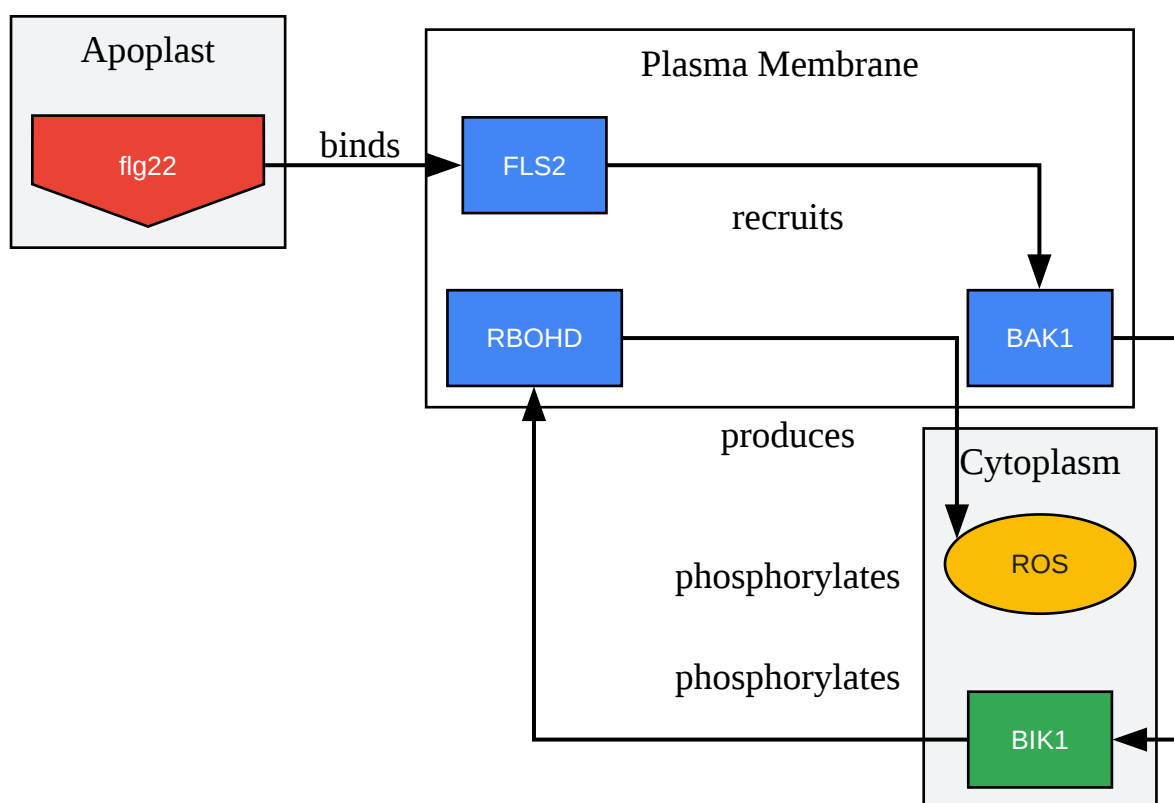 Apoplast
Plasma Membrane
binds
flg22
FLS2
recruits
RBOHD
BAK1
produces
Cytoplasm
ROS
phosphorylates
phosphorylates
BIK1